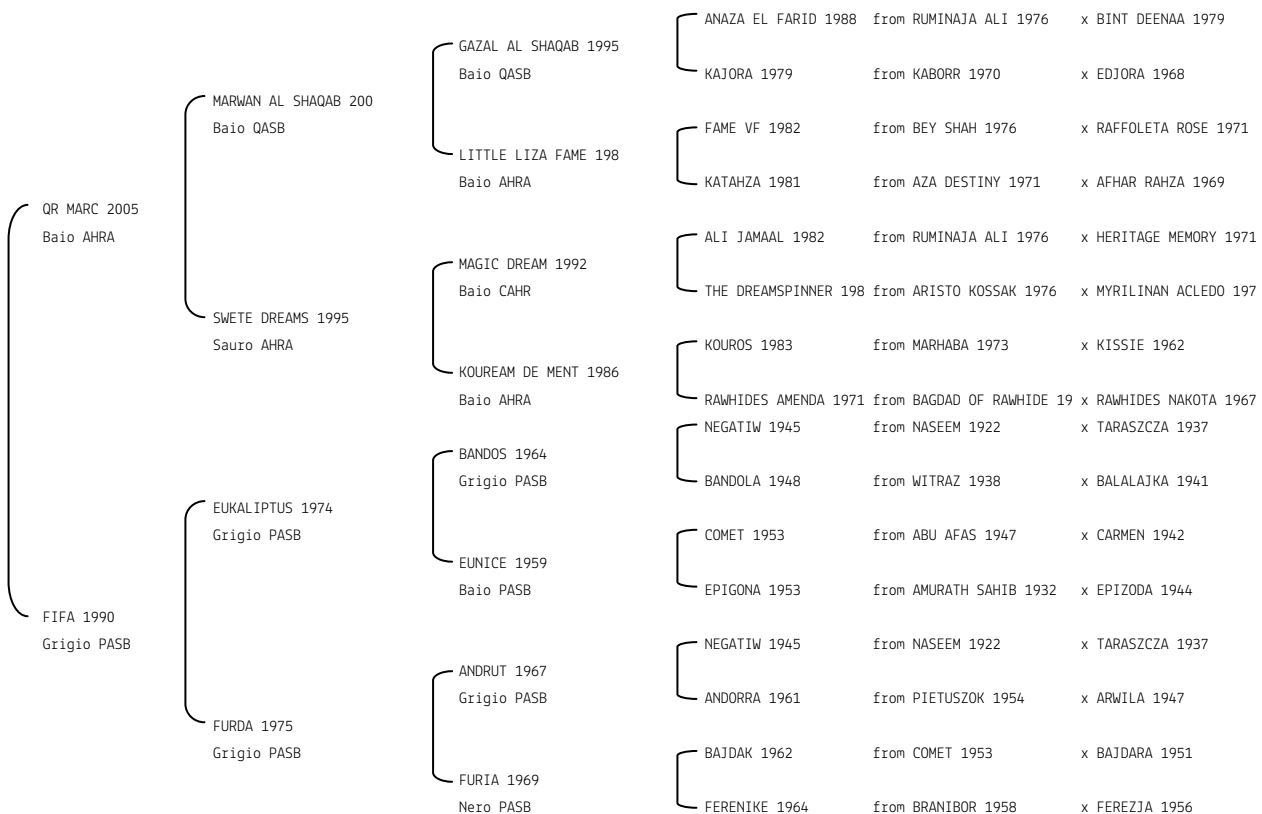 ANAZA EL FARID 1988 from RUMINAJA ALI 1976 x BINT DEENAA 1979
GAZAL AL SHAQAB 1995
Baio QASB
KAJORA 1979 from KABORR 1970 x EDJORA 1968
MARWAN AL SHAQAB 200
Baio QASB
FAME VF 1982 from BEY SHAH 1976 x RAFFOLETA ROSE 1971
LITTLE LIZA FAME 198
Baio AHRA
KATAHZA 1981 from AZA DESTINY 1971 x AFHAR RAHZA 1969
QR MARC 2005
Baio AHRA
ALI JAMAAL 1982 from RUMINAJA ALI 1976 x HERITAGE MEMORY 1971
MAGIC DREAM 1992
Baio CAHR
THE DREAMSPINNER 198 from ARISTO KOSSAK 1976 x MYRILINAN ACLEDO 197
SWETE DREAMS 1995
Sauro AHRA
KOUROS 1983 from MARHABA 1973 x KISSIE 1962
KOUREAM DE MENT 1986
Baio AHRA
RAWHIDES AMENDA 1971 from BAGDAD OF RAWHIDE 19 x RAWHIDES NAKOTA 1967
NEGATIW 1945 from NASEEM 1922 x TARASZCZA 1937
BANDOS 1964
Grigio PASB
BANDOLA 1948 from WITRAZ 1938 x BALALAJKA 1941
EUKALIPTUS 1974
Grigio PASB
COMET 1953 from ABU AFAS 1947 x CARMEN 1942
EUNICE 1959
Baio PASB
EPIGONA 1953 from AMURATH SAHIB 1932 x EPIZODA 1944
FIFA 1990
Grigio PASB
NEGATIW 1945 from NASEEM 1922 x TARASZCZA 1937
ANDRUT 1967
Grigio PASB
ANDORRA 1961 from PIETUSZOK 1954 x ARWILA 1947
FURDA 1975
Grigio PASB
BAJDAK 1962 from COMET 1953 x BAJDARA 1951
FURIA 1969
Nero PASB
FERENIKE 1964 from BRANIBOR 1958 x FEREZJA 1956